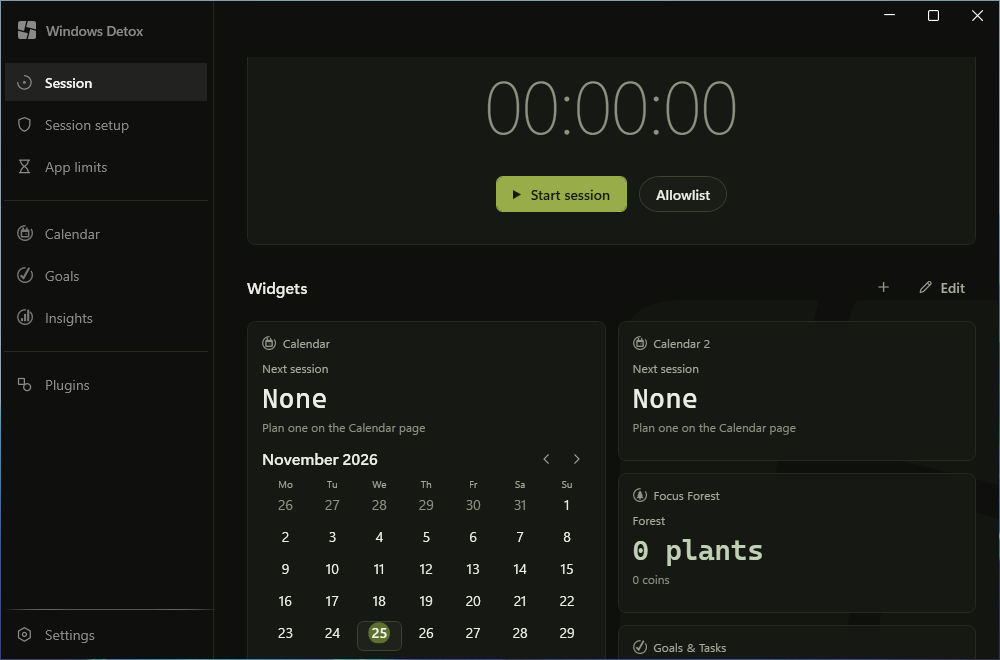 Windows Detox
Session
Session setup
App limits
Calendar
Goals
Insights
Plugins
Settings
00:00:00
Start session
Allowlist
Widgets
Edit
Calendar
Next session
None
Plan one on the Calendar page
November 2026
Mo Tu We Th Fr Sa Su
26 27 28 29 30 31 1
2 3 4 5 6 7 8
9 10 11 12 13 14 15
16 17 18 19 20 21 22
23 24 25 26 27 28 29
Calendar 2
Next session
None
Plan one on the Calendar page
Focus Forest
Forest
0 plants
0 coins
Goals & Tasks